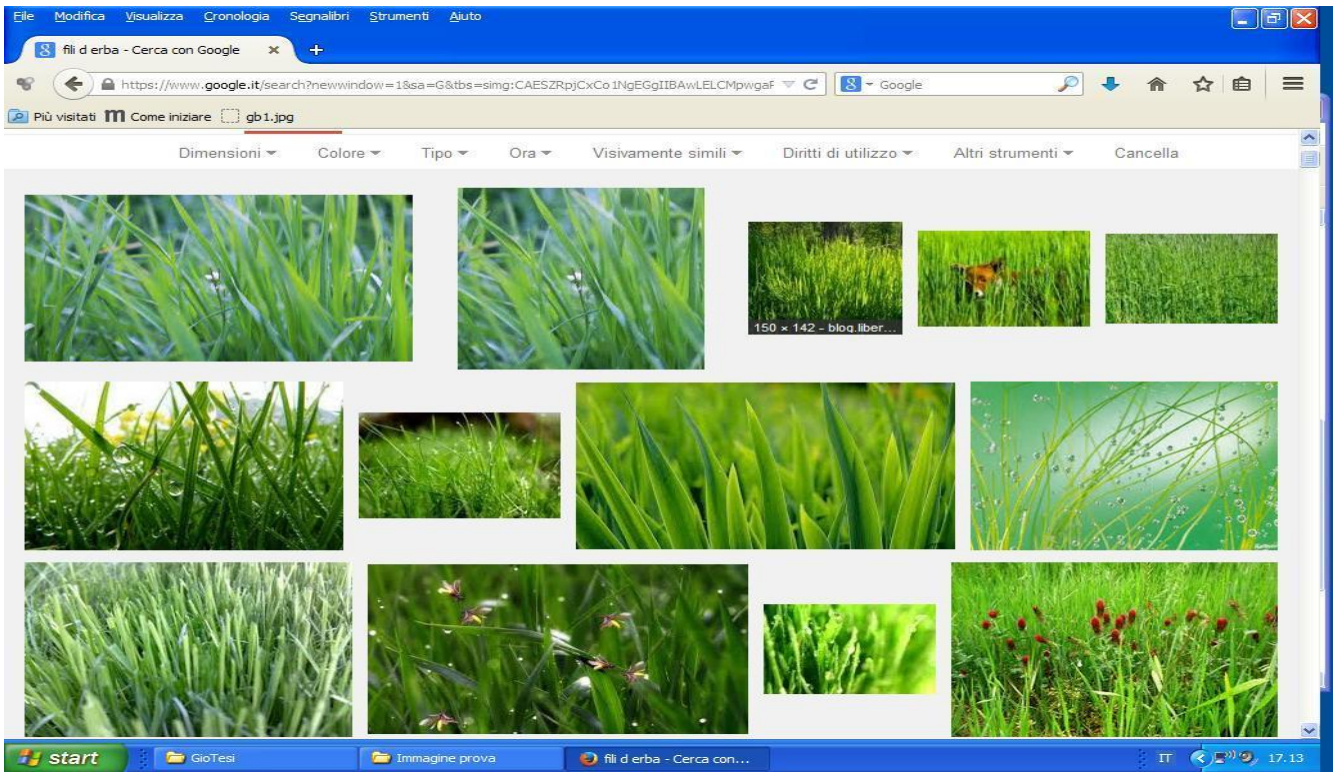 File Modifica Visualizza Cronologia Segnalibri Strumenti Aiuto
fili d erba - Cerca con Google
https://www.google.it/search?newwindow=1&sa=G&tbs=simg: Google
Più visitati Come iniziare gb1.jpg
Dimensioni Colore Tipo Ora Visivamente simili Diritti di utilizzo Altri strumenti Cancella
150 × 142 - blog.liber...
start GioTesi Immagine prova fili d erba - Cerca con... IT 17.13